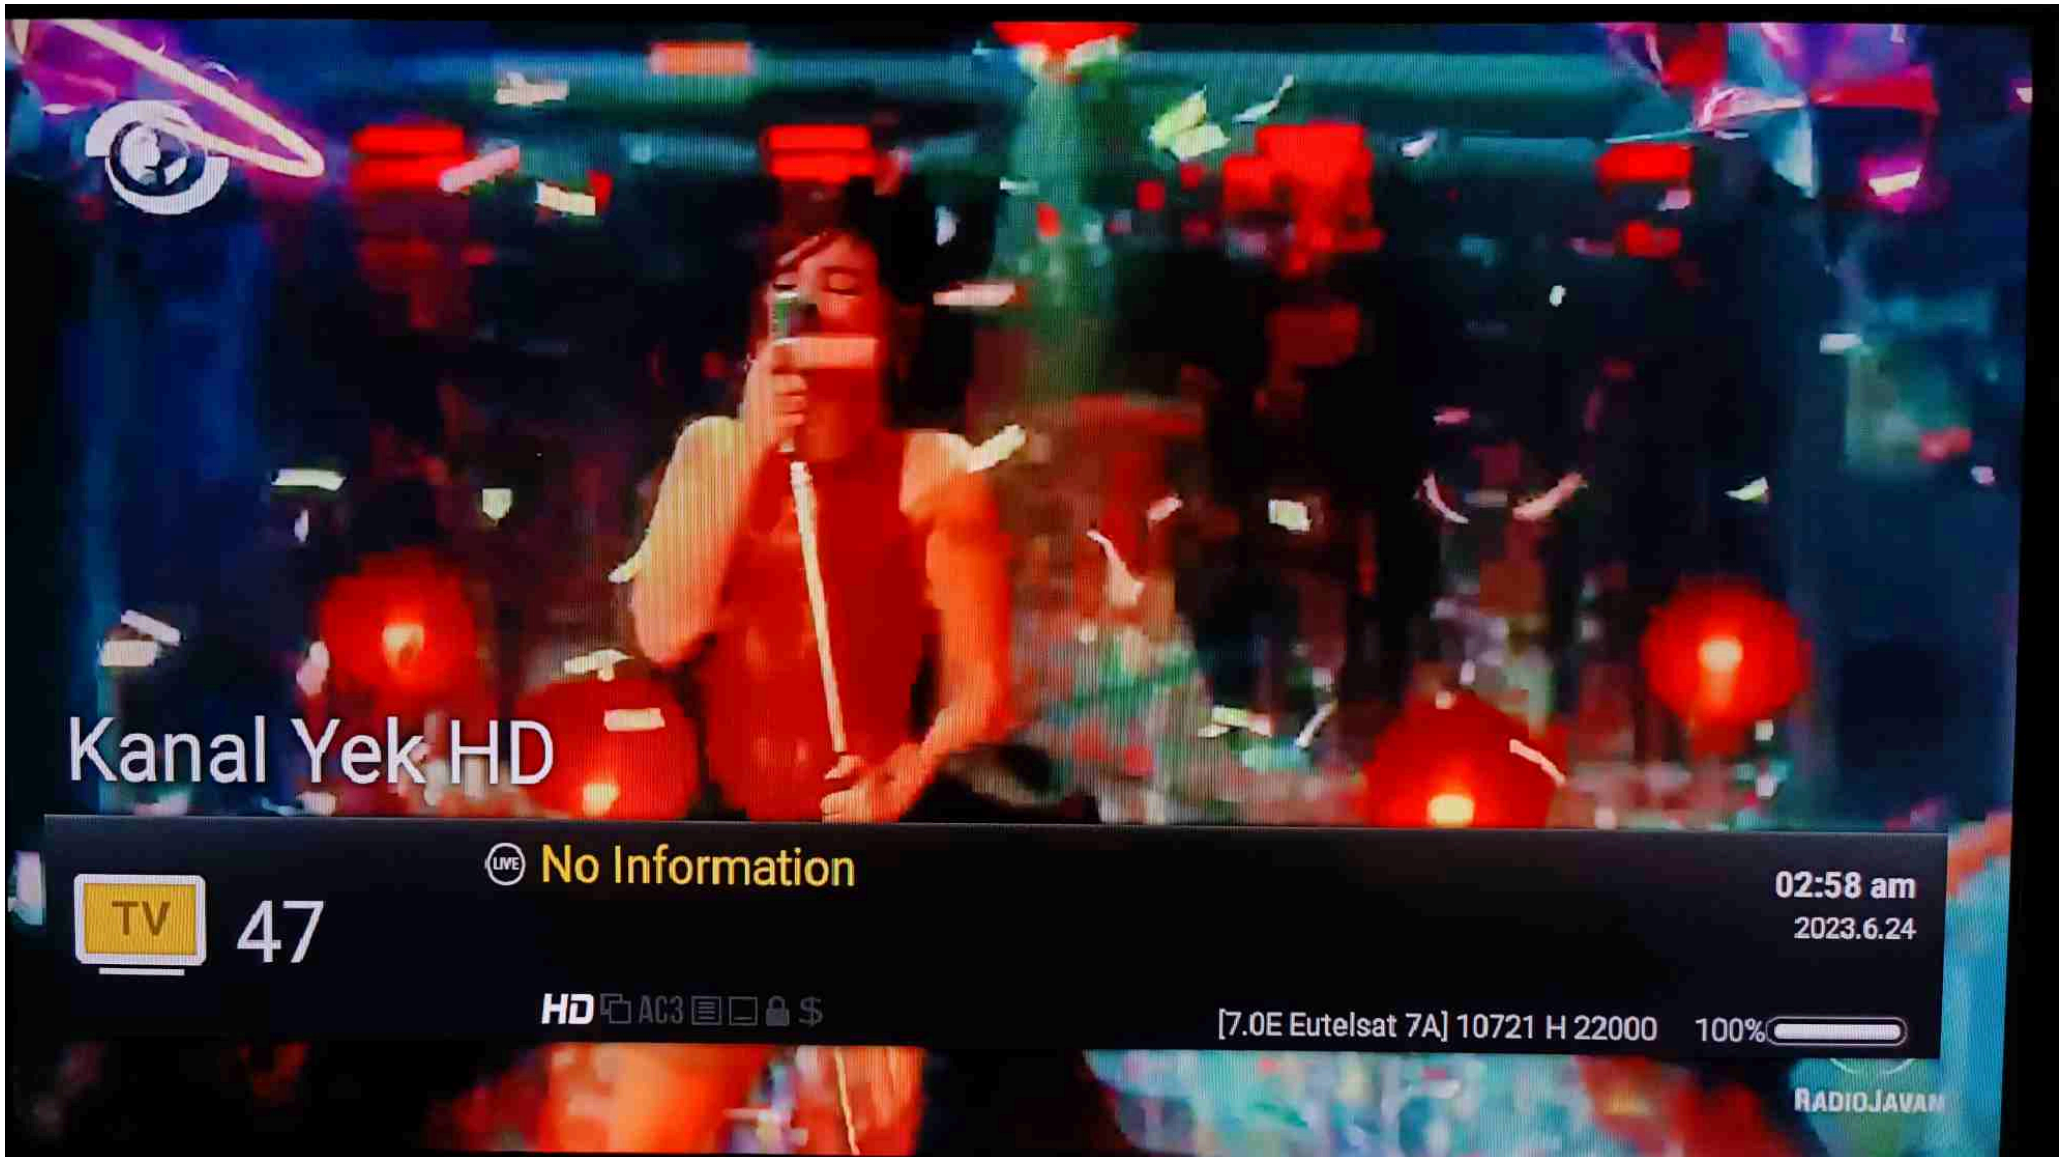 Kanal Yek HD
LIVE No Information
TV 47
02:58 am
2023.6.24
HD AC3 $
[7.0E Eutelsat 7A] 10721 H 22000 100%
RADIOJAVAN